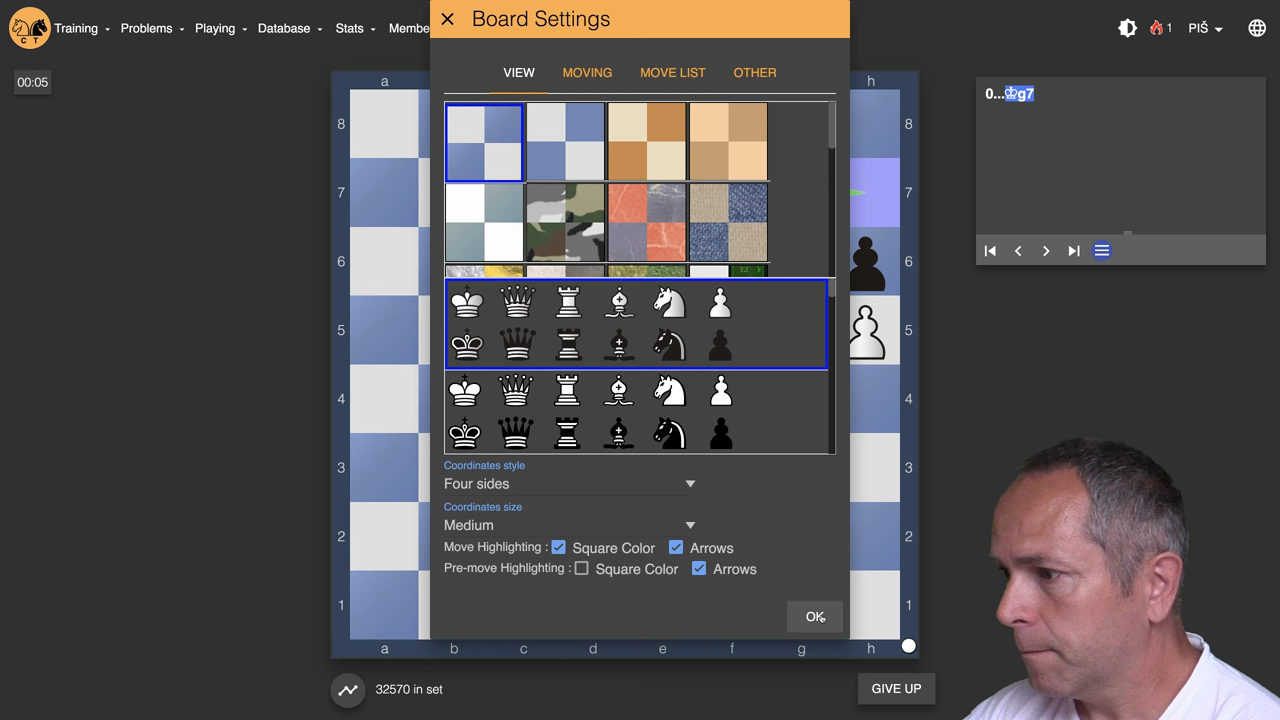 C T
Training
Problems
Playing
Database
Stats
Membe
1
PIŠ
00:05
Board Settings
VIEW
MOVING
MOVE LIST
OTHER
Coordinates style
Four sides
Coordinates size
Medium
Move Highlighting :
Square Color
Arrows
Pre-move Highlighting :
Square Color
Arrows
OK
0...♔g7
a
h
8
7
6
5
4
3
2
1
8
7
6
5
4
3
2
1
a b c d e f g h
32570 in set
GIVE UP